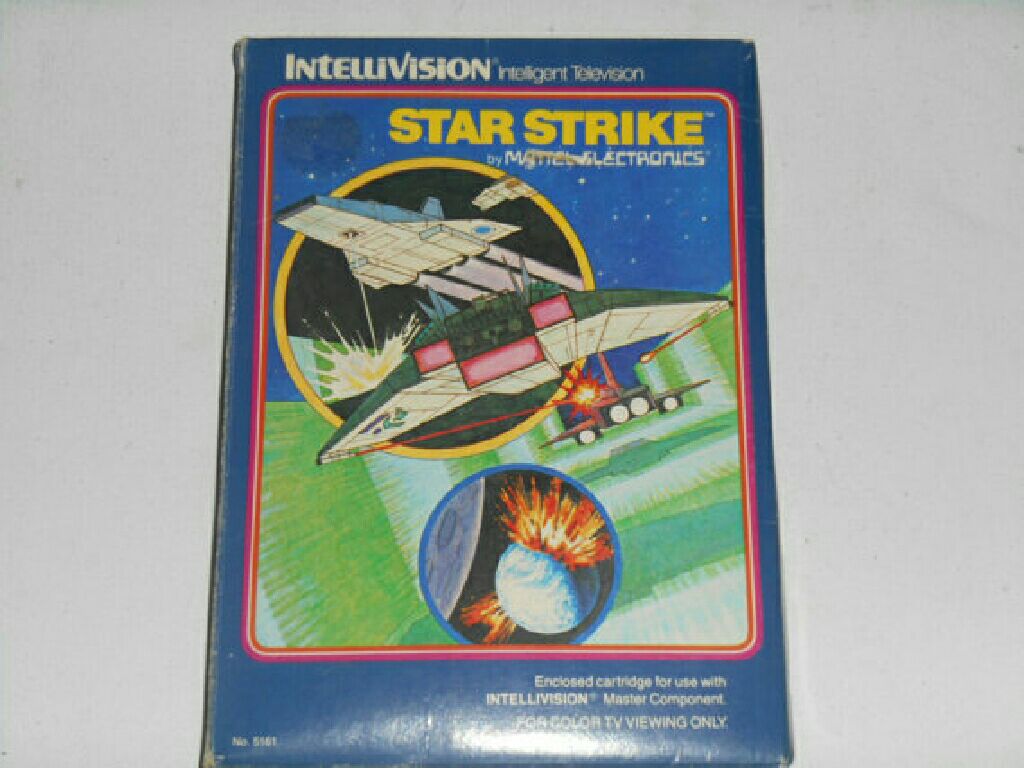 INTELLIVISION® Intelligent Television
STAR STRIKE™
by MATTEL ELECTRONICS®
Enclosed cartridge for use with
INTELLIVISION® Master Component.
FOR COLOR TV VIEWING ONLY.
No. 5161